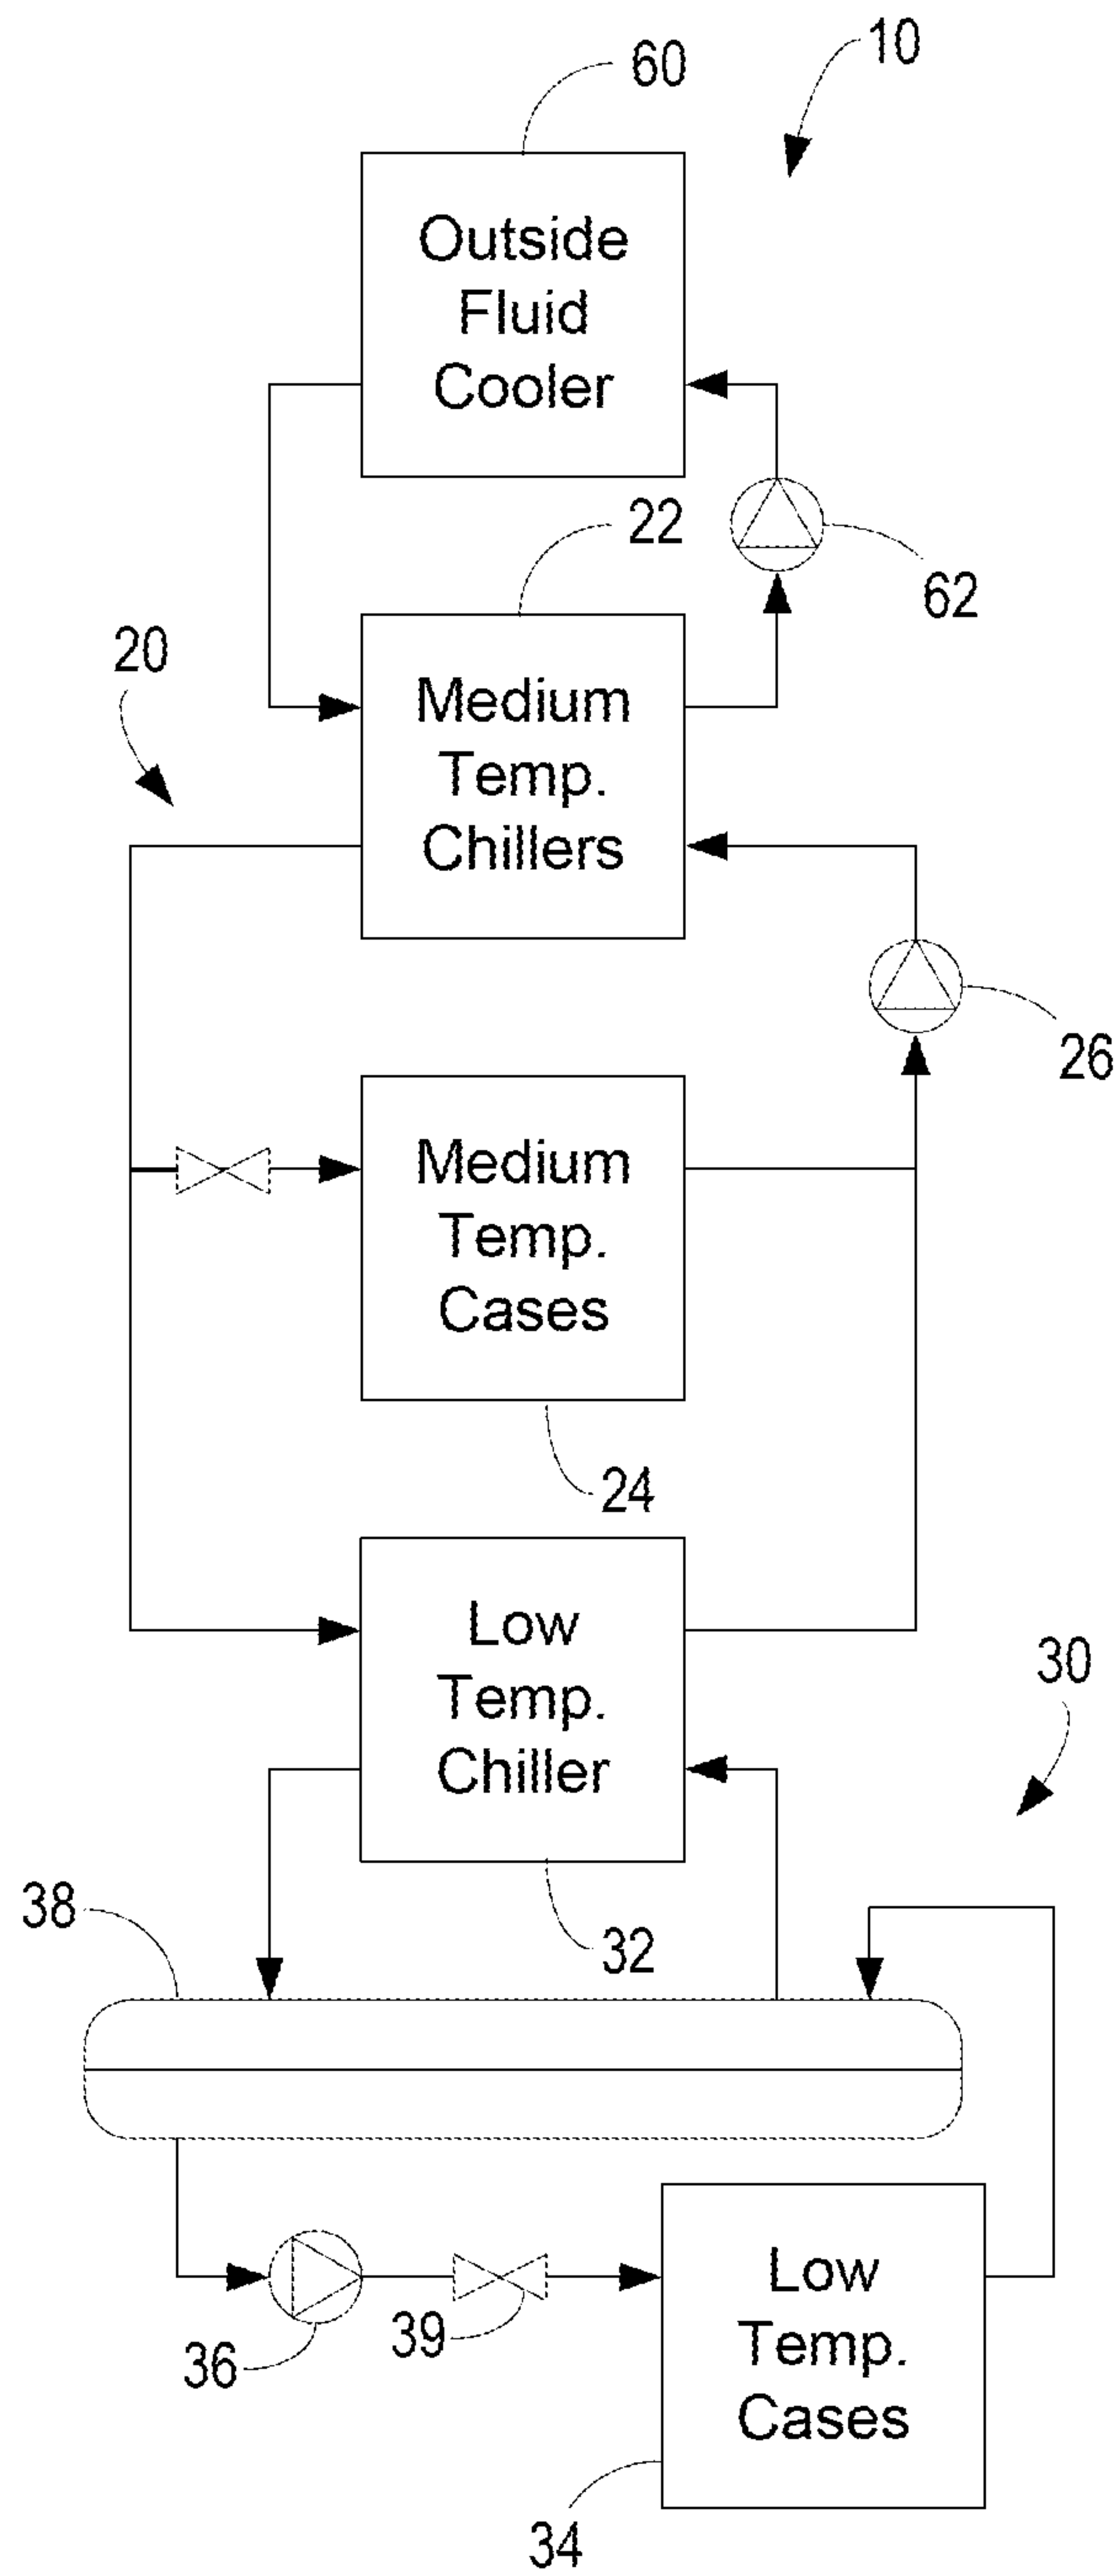 10
60
Outside
Fluid
Cooler
22
62
20
Medium
Temp.
Chillers
26
Medium
Temp.
Cases
24
Low
Temp.
Chiller
30
38
32
Low
Temp.
Cases
39
36
34